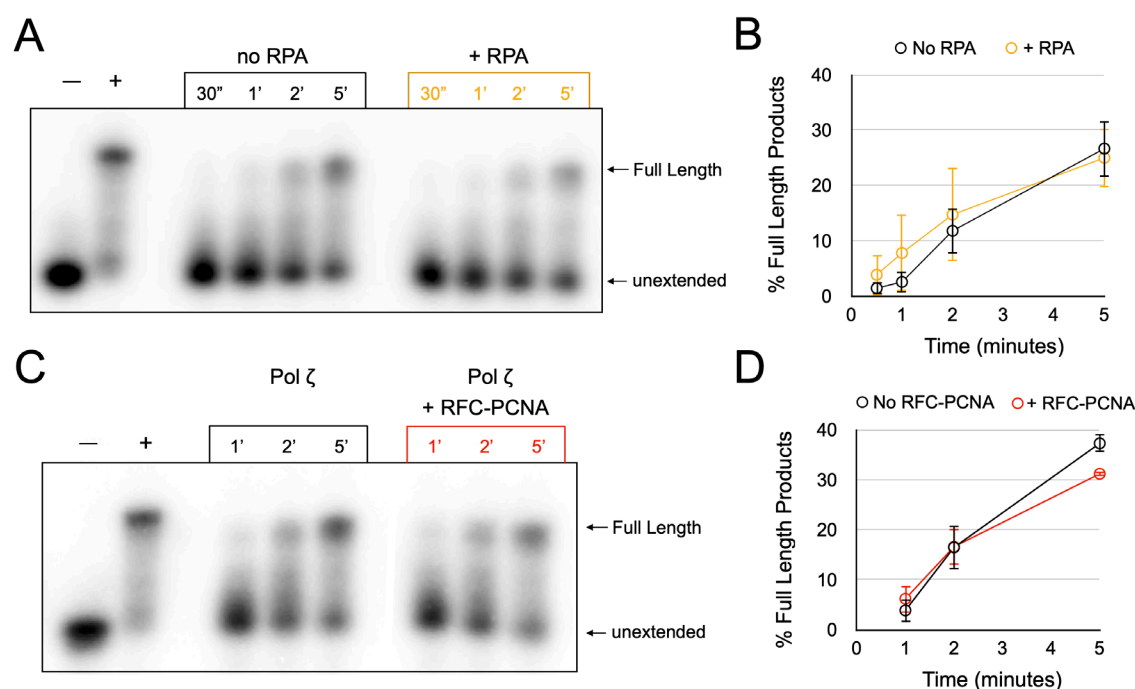 A
no RPA
+ RPA
— +
30” 1’ 2’ 5’
30” 1’ 2’ 5’
Full Length
unextended
B
No RPA
+ RPA
% Full Length Products
40
30
20
10
0
0 1 2 3 4 5
Time (minutes)
C
Pol ζ
Pol ζ
+ RFC-PCNA
— +
1’ 2’ 5’
1’ 2’ 5’
Full Length
unextended
D
No RFC-PCNA
+ RFC-PCNA
% Full Length Products
40
30
20
10
0
0 1 2 3 4 5
Time (minutes)